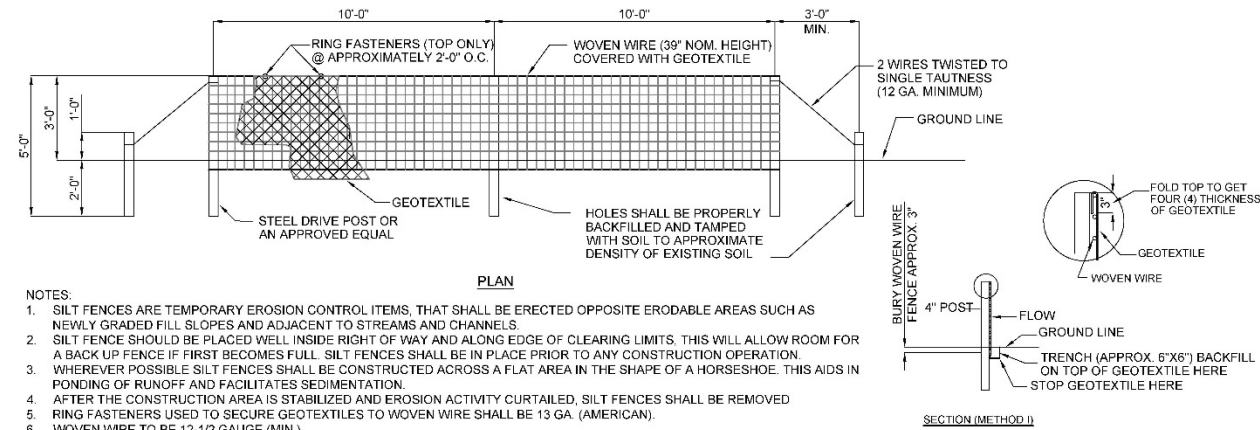 10'-0"
10'-0"
3'-0"
MIN.
RING FASTENERS (TOP ONLY)
@ APPROXIMATELY 2'-0" O.C.
WOVEN WIRE (39" NOM. HEIGHT)
COVERED WITH GEOTEXTILE
2 WIRES TWISTED TO
SINGLE TAUTNESS
(12 GA. MINIMUM)
GROUND LINE
5'-0"
3'-0"
1'-0"
2'-0"
GEOTEXTILE
STEEL DRIVE POST OR
AN APPROVED EQUAL
HOLES SHALL BE PROPERLY
BACKFILLED AND TAMPED
WITH SOIL TO APPROXIMATE
DENSITY OF EXISTING SOIL
FOLD TOP TO GET
FOUR (4) THICKNESS
OF GEOTEXTILE
3"
GEOTEXTILE
WOVEN WIRE
BURY WOVEN WIRE
FENCE APPROX. 3"
4" POST
FLOW
GROUND LINE
TRENCH (APPROX. 6"X6") BACKFILL
ON TOP OF GEOTEXTILE HERE
STOP GEOTEXTILE HERE
SECTION (METHOD I)
PLAN
NOTES:
1. SILT FENCES ARE TEMPORARY EROSION CONTROL ITEMS, THAT SHALL BE ERECTED OPPOSITE ERODABLE AREAS SUCH AS
NEWLY GRADED FILL SLOPES AND ADJACENT TO STREAMS AND CHANNELS.
2. SILT FENCE SHOULD BE PLACED WELL INSIDE RIGHT OF WAY AND ALONG EDGE OF CLEARING LIMITS, THIS WILL ALLOW ROOM FOR
A BACK UP FENCE IF FIRST BECOMES FULL. SILT FENCES SHALL BE IN PLACE PRIOR TO ANY CONSTRUCTION OPERATION.
3. WHEREVER POSSIBLE SILT FENCES SHALL BE CONSTRUCTED ACROSS A FLAT AREA IN THE SHAPE OF A HORSESHOE. THIS AIDS IN
PONDING OF RUNOFF AND FACILITATES SEDIMENTATION.
4. AFTER THE CONSTRUCTION AREA IS STABILIZED AND EROSION ACTIVITY CURTAILED, SILT FENCES SHALL BE REMOVED
5. RING FASTENERS USED TO SECURE GEOTEXTILES TO WOVEN WIRE SHALL BE 13 GA. (AMERICAN).
6. WOVEN WIRE TO BE 12-1/2 GAUGE (MIN.)